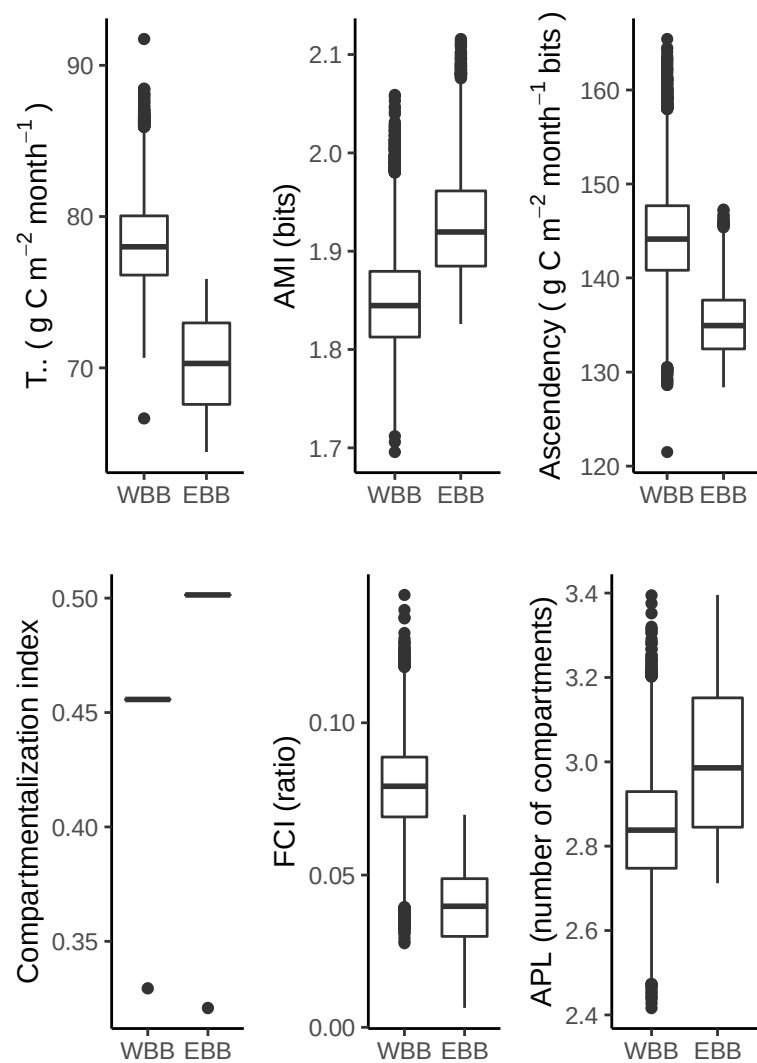 T.. ( g C m⁻² month⁻¹ )
90
80
70
WBB EBB
AMI (bits)
2.1
2.0
1.9
1.8
1.7
WBB EBB
Ascendency ( g C m⁻² month⁻¹ bits )
160
150
140
130
120
WBB EBB
Compartmentalization index
0.50
0.45
0.40
0.35
WBB EBB
FCI (ratio)
0.10
0.05
0.00
WBB EBB
APL (number of compartments)
3.4
3.2
3.0
2.8
2.6
2.4
WBB EBB